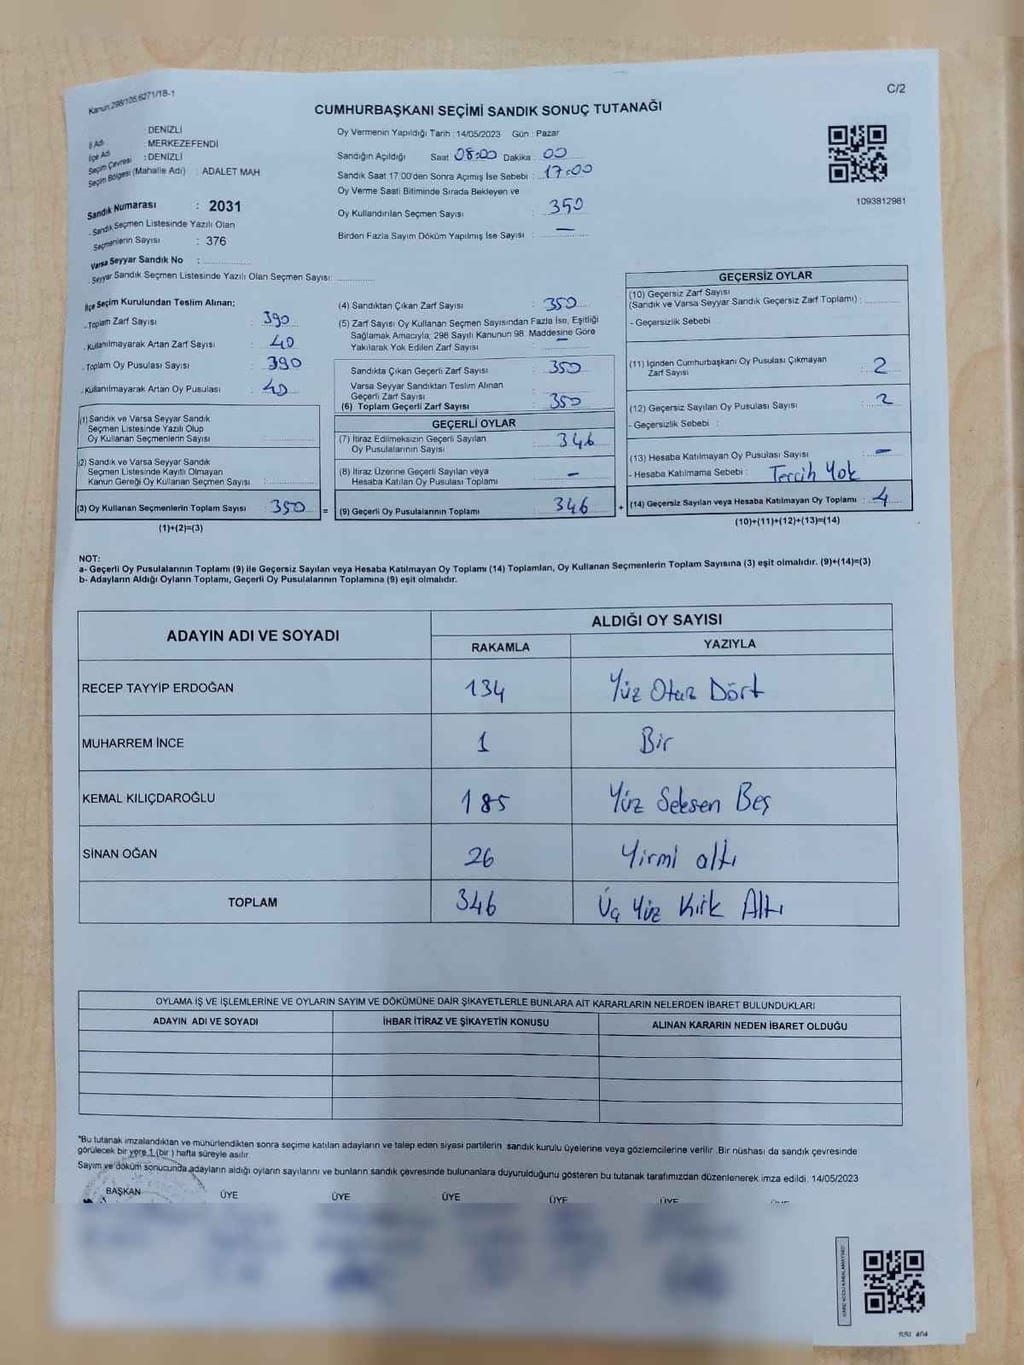 Kanun 298/105.6271/18-1
C/2
CUMHURBAŞKANI SEÇİMİ SANDIK SONUÇ TUTANAĞI
İl Adı : DENİZLİ
İlçe Adı : MERKEZEFENDİ
Seçim Çevresi : DENİZLİ
Seçim Bölgesi (Mahalle Adı) : ADALET MAH.
Sandık Numarası : 2031
- Sandık Seçmen Listesinde Yazılı Olan
Seçmenlerin Sayısı : 376
Varsa Seyyar Sandık No :
- Seyyar Sandık Seçmen Listesinde Yazılı Olan Seçmen Sayısı:
Oy Vermenin Yapıldığı Tarih :14/05/2023 Gün : Pazar
Sandığın Açıldığı Saat 08:00 Dakika : 00
Sandık Saat 17:00'den Sonra Açımış İse Sebebi : 17:00
Oy Verme Saati Bitiminde Sırada Bekleyen ve
Oy Kullandırılan Seçmen Sayısı : 350
Birden Fazla Sayım Döküm Yapılmış İse Sayısı : —
1093812981
İlçe Seçim Kurulundan Teslim Alınan;
- Toplam Zarf Sayısı : 390
- Kullanılmayarak Artan Zarf Sayısı : 40
- Toplam Oy Pusulası Sayısı : 390
- Kullanılmayarak Artan Oy Pusulası : 40
(1) Sandık ve Varsa Seyyar Sandık
Seçmen Listesinde Yazılı Olup
Oy Kullanan Seçmenlerin Sayısı :
(2) Sandık ve Varsa Seyyar Sandık
Seçmen Listesinde Kayıtlı Olmayan
Kanun Gereği Oy Kullanan Seçmen Sayısı :
(3) Oy Kullanan Seçmenlerin Toplam Sayısı : 350 =
(1)+(2)=(3)
(4) Sandıktan Çıkan Zarf Sayısı : 350
(5) Zarf Sayısı Oy Kullanan Seçmen Sayısından Fazla İse, Eşitliği
Sağlamak Amacıyla; 298 Sayılı Kanunun 98. Maddesine Göre
Yakılarak Yok Edilen Zarf Sayısı : —
Sandıkta Çıkan Geçerli Zarf Sayısı : 350
Varsa Seyyar Sandıktan Teslim Alınan
Geçerli Zarf Sayısı :
(6) Toplam Geçerli Zarf Sayısı : 350
GEÇERLİ OYLAR
(7) İtiraz Edilmeksizin Geçerli Sayılan
Oy Pusulalarının Sayısı : 346
(8) İtiraz Üzerine Geçerli Sayılan veya
Hesaba Katılan Oy Pusulası Toplamı : —
(9) Geçerli Oy Pusulalarının Toplamı : 346 +
GEÇERSİZ OYLAR
(10) Geçersiz Zarf Sayısı
(Sandık ve Varsa Seyyar Sandık Geçersiz Zarf Toplamı) :
- Geçersizlik Sebebi :
(11) İçinden Cumhurbaşkanı Oy Pusulası Çıkmayan
Zarf Sayısı : 2
(12) Geçersiz Sayılan Oy Pusulası Sayısı : 2
- Geçersizlik Sebebi :
(13) Hesaba Katılmayan Oy Pusulası Sayısı : —
- Hesaba Katılmama Sebebi : Tercih Yok
(14) Geçersiz Sayılan veya Hesaba Katılmayan Oy Toplamı : 4
(10)+(11)+(12)+(13)=(14)
NOT:
a- Geçerli Oy Pusulalarının Toplamı (9) ile Geçersiz Sayılan veya Hesaba Katılmayan Oy Toplamı (14) Toplamları, Oy Kullanan Seçmenlerin Toplam Sayısına (3) eşit olmalıdır. (9)+(14)=(3)
b- Adayların Aldığı Oyların Toplamı, Geçerli Oy Pusulalarının Toplamına (9) eşit olmalıdır.
ADAYIN ADI VE SOYADI
ALDIĞI OY SAYISI
RAKAMLA YAZIYLA
RECEP TAYYİP ERDOĞAN 134 Yüz Otuz Dört
MUHARREM İNCE 1 Bir
KEMAL KILIÇDAROĞLU 185 Yüz Seksen Beş
SİNAN OĞAN 26 Yirmi altı
TOPLAM 346 Üç Yüz Kırk Altı
OYLAMA İŞ VE İŞLEMLERİNE VE OYLARIN SAYIM VE DÖKÜMÜNE DAİR ŞİKAYETLERLE BUNLARA AİT KARARLARIN NELERDEN İBARET BULUNDUKLARI
ADAYIN ADI VE SOYADI İHBAR İTİRAZ VE ŞİKAYETİN KONUSU ALINAN KARARIN NEDEN İBARET OLDUĞU
*Bu tutanak imzalandıktan ve mühürlendikten sonra seçime katılan adayların ve talep eden siyasi partilerin sandık kurulu üyelerine veya gözlemcilerine verilir. Bir nüshası da sandık çevresinde
görülecek bir yere 1 (bir ) hafta süreyle asılır.
Sayım ve döküm sonucunda adayların aldığı oyların sayılarını ve bunların sandık çevresinde bulunanlara duyurulduğunu gösteren bu tutanak tarafımızdan düzenlenerek imza edildi. 14/05/2023
BAŞKAN ÜYE ÜYE ÜYE ÜYE ÜYE